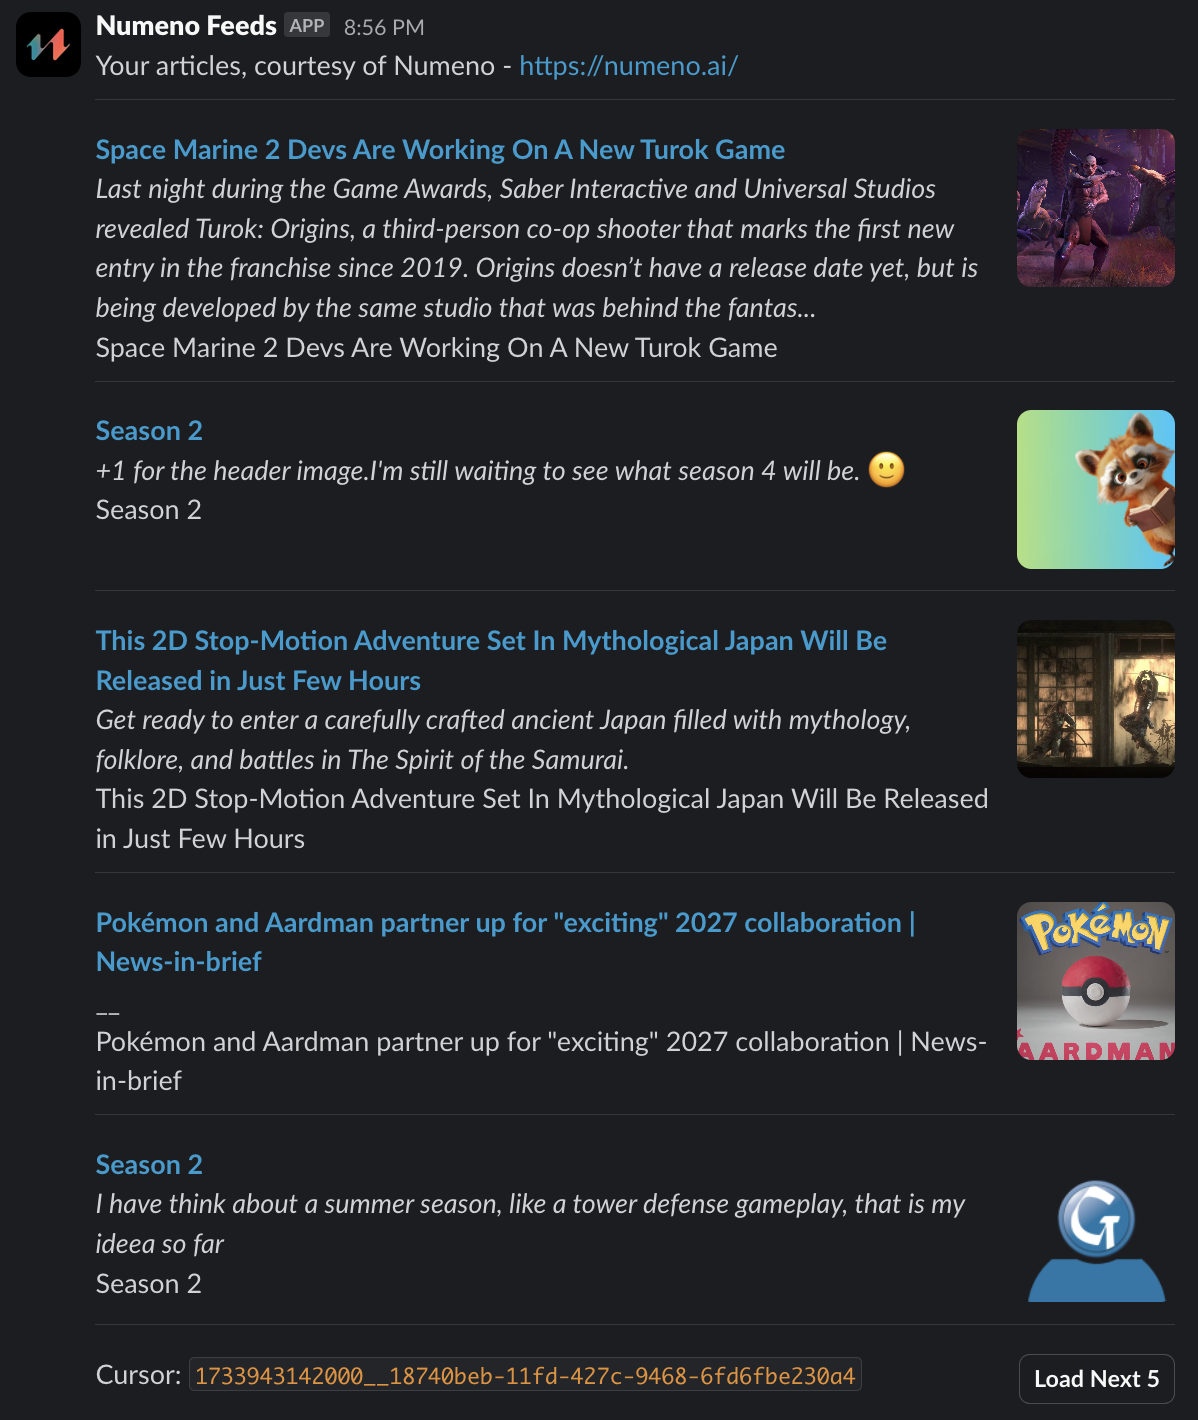 Numeno Feeds APP 8:56 PM
Your articles, courtesy of Numeno - https://numeno.ai/
Space Marine 2 Devs Are Working On A New Turok Game
Last night during the Game Awards, Saber Interactive and Universal Studios
revealed Turok: Origins, a third-person co-op shooter that marks the first new
entry in the franchise since 2019. Origins doesn’t have a release date yet, but is
being developed by the same studio that was behind the fantas...
Space Marine 2 Devs Are Working On A New Turok Game
Season 2
+1 for the header image.I'm still waiting to see what season 4 will be. 🙂
Season 2
This 2D Stop-Motion Adventure Set In Mythological Japan Will Be
Released in Just Few Hours
Get ready to enter a carefully crafted ancient Japan filled with mythology,
folklore, and battles in The Spirit of the Samurai.
This 2D Stop-Motion Adventure Set In Mythological Japan Will Be Released
in Just Few Hours
Pokémon and Aardman partner up for "exciting" 2027 collaboration |
News-in-brief
__
Pokémon and Aardman partner up for "exciting" 2027 collaboration | News-
in-brief
POKéMON
AARDMAN
Season 2
I have think about a summer season, like a tower defense gameplay, that is my
ideea so far
Season 2
G
Cursor: 1733943142000__18740beb-11fd-427c-9468-6fd6fbe230a4
Load Next 5